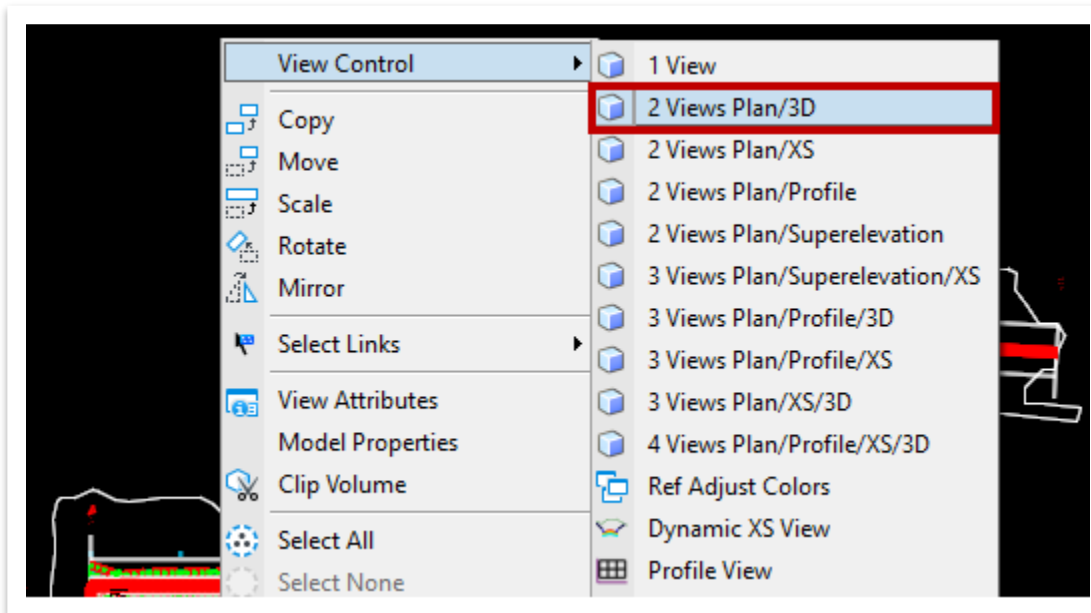 View Control
Copy
Move
Scale
Rotate
Mirror
Select Links
View Attributes
Model Properties
Clip Volume
Select All
Select None
1 View
2 Views Plan/3D
2 Views Plan/XS
2 Views Plan/Profile
2 Views Plan/Superelevation
3 Views Plan/Superelevation/XS
3 Views Plan/Profile/3D
3 Views Plan/Profile/XS
3 Views Plan/XS/3D
4 Views Plan/Profile/XS/3D
Ref Adjust Colors
Dynamic XS View
Profile View